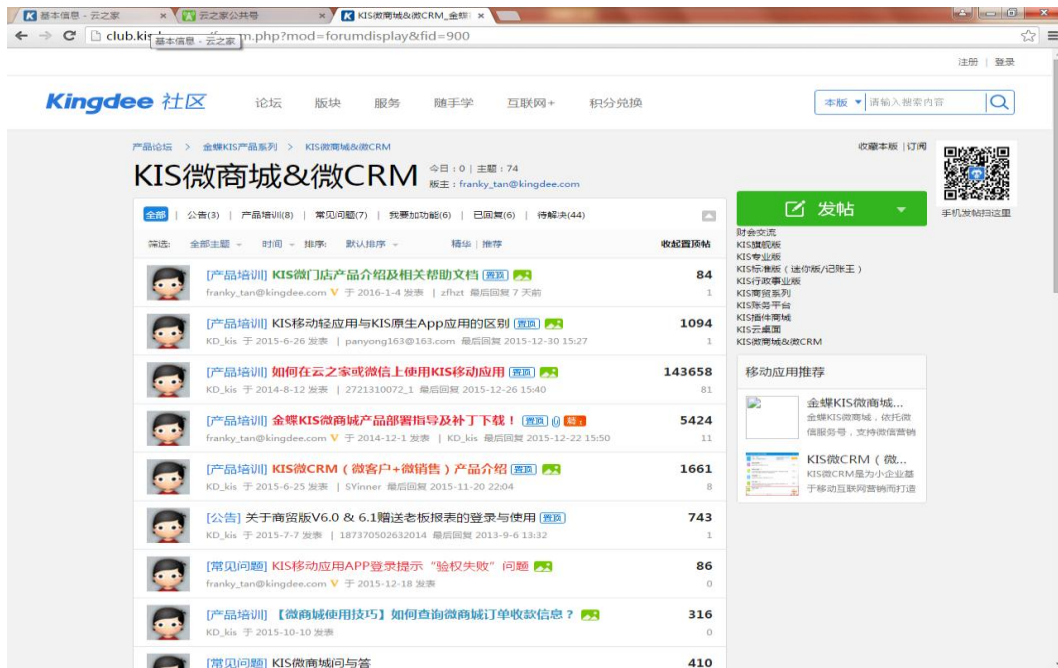 基本信息 - 云之家
云之家公共号
KIS微商城&微CRM_金蝶
club.kis
m.php?mod=forumdisplay&fid=900
基本信息 - 云之家
注册 | 登录
Kingdee 社区
论坛 版块 服务 随手学 互联网+ 积分兑换
本版 请输入搜索内容
产品论坛 > 金蝶KIS产品系列 > KIS微商城&微CRM
收藏本版 | 订阅
KIS微商城&微CRM
今日：0 | 主题：74
版主：franky_tan@kingdee.com
手机发帖扫这里
发帖
全部 | 公告(3) | 产品培训(8) | 常见问题(7) | 我要加功能(6) | 已回复(6) | 待解决(44)
筛选: 全部主题 时间 排序: 默认排序 精华 | 推荐 收起置顶帖
[产品培训] KIS微门店产品介绍及相关帮助文档 置顶 84
franky_tan@kingdee.com V 于 2016-1-4 发表 | zfhzt 最后回复 7 天前 1
[产品培训] KIS移动轻应用与KIS原生App应用的区别 置顶 1094
KD_kis 于 2015-6-26 发表 | panyong163@163.com 最后回复 2015-12-30 15:27 1
[产品培训] 如何在云之家或微信上使用KIS移动应用 置顶 143658
KD_kis 于 2014-8-12 发表 | 2721310072_1 最后回复 2015-12-26 15:40 81
[产品培训] 金蝶KIS微商城产品部署指导及补丁下载！ 置顶 5424
franky_tan@kingdee.com V 于 2014-12-1 发表 | KD_kis 最后回复 2015-12-22 15:50 11
[产品培训] KIS微CRM（微客户+微销售）产品介绍 置顶 1661
KD_kis 于 2015-6-25 发表 | SYinner 最后回复 2015-11-20 22:04 8
[公告] 关于商贸版V6.0 & 6.1赠送老板报表的登录与使用 置顶 743
KD_kis 于 2015-7-7 发表 | 187370502632014 最后回复 2013-9-6 13:32 1
[常见问题] KIS移动应用APP登录提示“验权失败”问题 86
franky_tan@kingdee.com V 于 2015-12-18 发表 0
[产品培训] 【微商城使用技巧】如何查询微商城订单收款信息？ 316
KD_kis 于 2015-10-10 发表 0
[常见问题] KIS微商城问与答 410
财会交流
KIS旗舰版
KIS专业版
KIS标准版（迷你版/记账王）
KIS行政事业版
KIS商贸系列
KIS账务平台
KIS插件商城
KIS云桌面
KIS微商城&微CRM
移动应用推荐
金蝶KIS微商城...
金蝶KIS微商城，依托微
信服务号，支持微信营销
KIS微CRM（微...
KIS微CRM是为小企业基
于移动互联网营销而打造